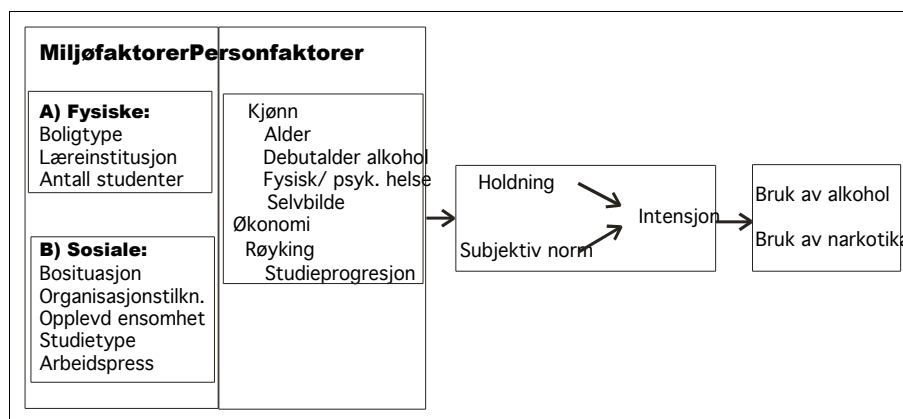 MiljøfaktorerPersonfaktorer
A) Fysiske:
Boligtype
Læreinstitusjon
Antall studenter
B) Sosiale:
Bosituasjon
Organisasjonstilkn.
Opplevd ensomhet
Studietype
Arbeidspress
Kjønn
Alder
Debutalder alkohol
Fysisk/ psyk. helse
Selvbilde
Økonomi
Røyking
Studieprogresjon
Holdning
Subjektiv norm
Intensjon
Bruk av alkohol
Bruk av narkotika